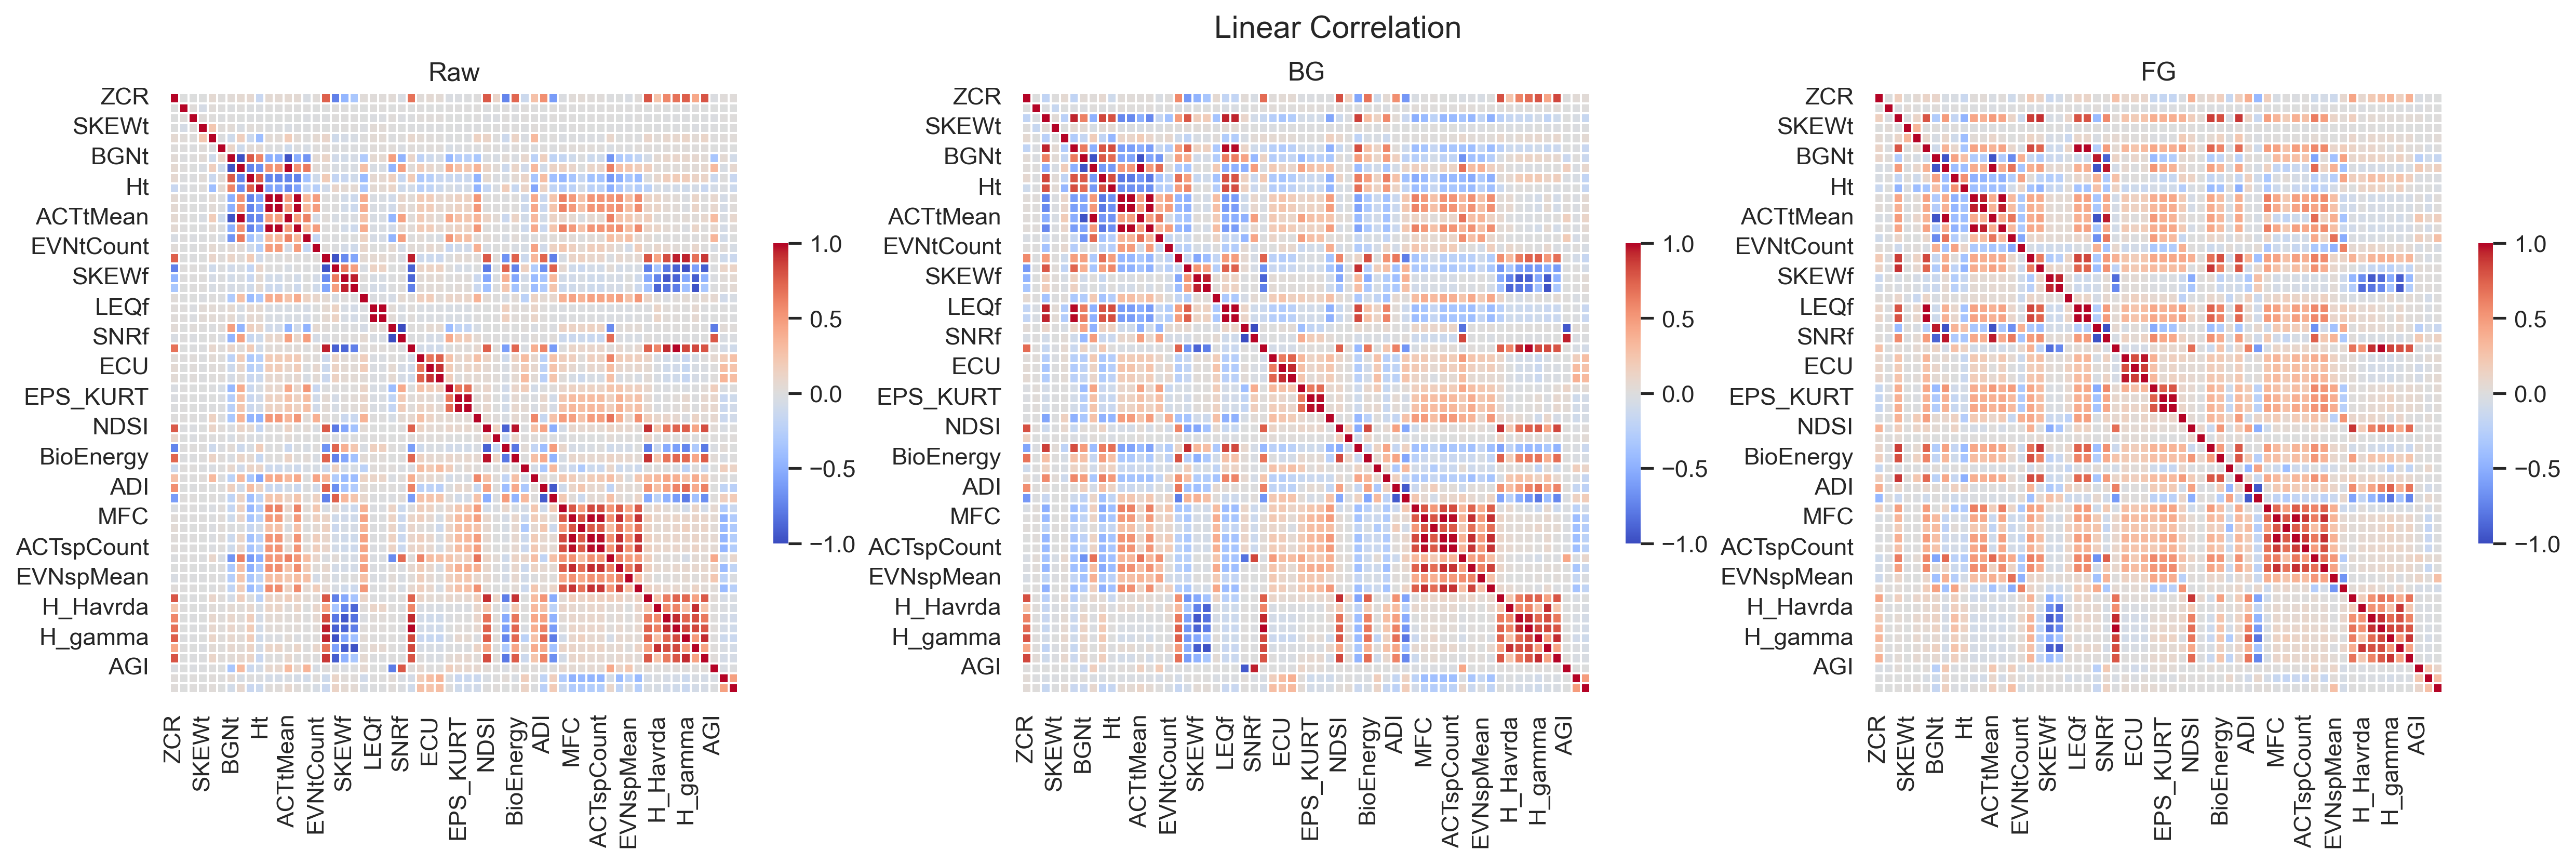 Linear Correlation
Raw
ZCR
SKEWt
BGNt
Ht
ACTtMean
EVNtCount
SKEWf
LEQf
SNRf
ECU
EPS_KURT
NDSI
BioEnergy
ADI
MFC
ACTspCount
EVNspMean
H_Havrda
H_gamma
AGI
ZCR
SKEWt
BGNt
Ht
ACTtMean
EVNtCount
SKEWf
LEQf
SNRf
ECU
EPS_KURT
NDSI
BioEnergy
ADI
MFC
ACTspCount
EVNspMean
H_Havrda
H_gamma
AGI
1.0
0.5
0.0
−0.5
−1.0
BG
ZCR
SKEWt
BGNt
Ht
ACTtMean
EVNtCount
SKEWf
LEQf
SNRf
ECU
EPS_KURT
NDSI
BioEnergy
ADI
MFC
ACTspCount
EVNspMean
H_Havrda
H_gamma
AGI
ZCR
SKEWt
BGNt
Ht
ACTtMean
EVNtCount
SKEWf
LEQf
SNRf
ECU
EPS_KURT
NDSI
BioEnergy
ADI
MFC
ACTspCount
EVNspMean
H_Havrda
H_gamma
AGI
1.0
0.5
0.0
−0.5
−1.0
FG
ZCR
SKEWt
BGNt
Ht
ACTtMean
EVNtCount
SKEWf
LEQf
SNRf
ECU
EPS_KURT
NDSI
BioEnergy
ADI
MFC
ACTspCount
EVNspMean
H_Havrda
H_gamma
AGI
ZCR
SKEWt
BGNt
Ht
ACTtMean
EVNtCount
SKEWf
LEQf
SNRf
ECU
EPS_KURT
NDSI
BioEnergy
ADI
MFC
ACTspCount
EVNspMean
H_Havrda
H_gamma
AGI
1.0
0.5
0.0
−0.5
−1.0